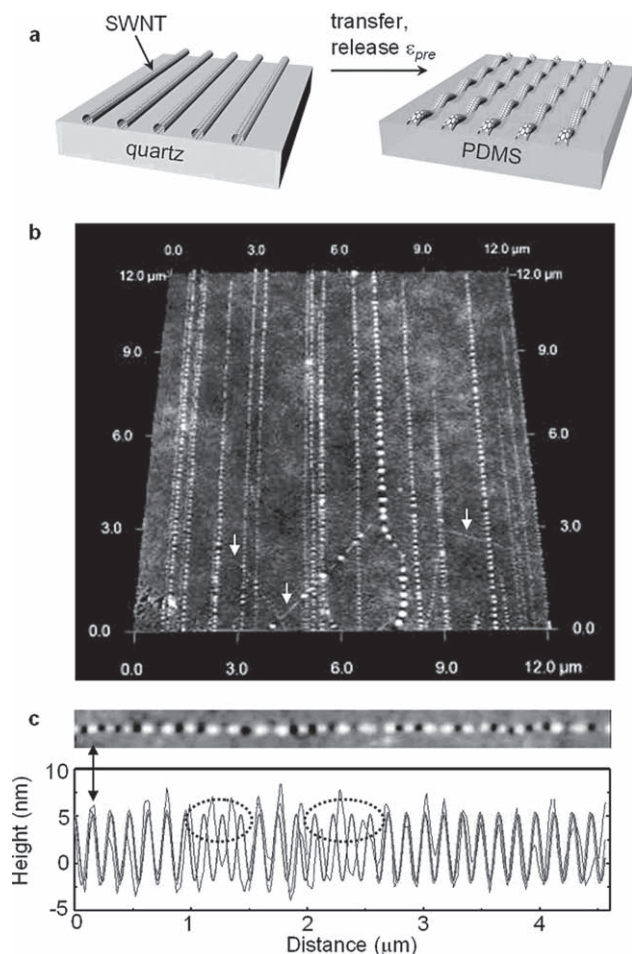 a
SWNT
transfer,
release εpre
quartz
PDMS
b
0.0 3.0 6.0 9.0 12.0 µm
12.0 µm 12.0 µm
9.0 9.0
6.0 6.0
3.0 3.0
0.0 0.0
0.0 3.0 6.0 9.0 12.0 µm
c
10
5
0
-5
Height (nm)
0 1 2 3 4
Distance (µm)